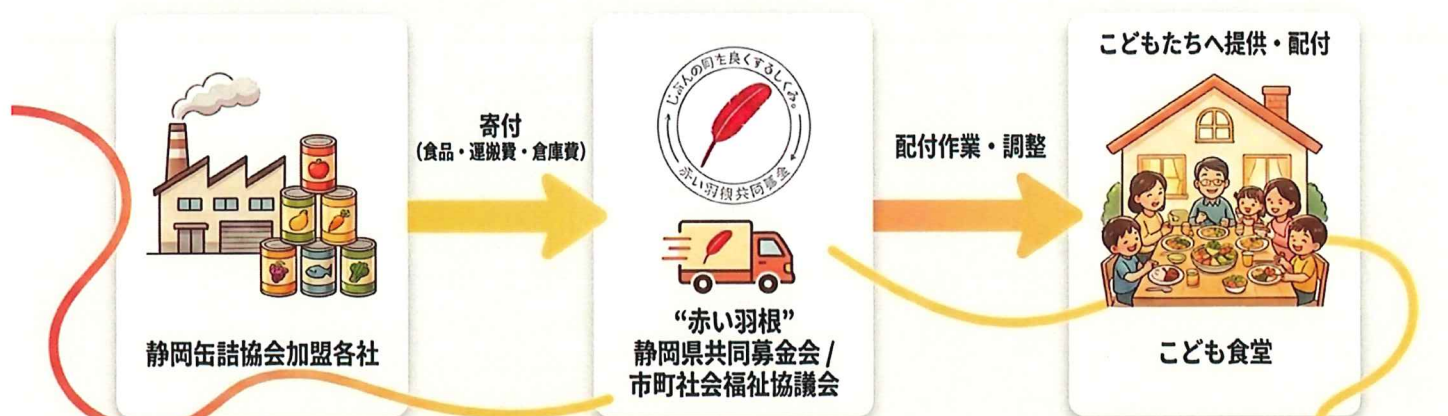 静岡缶詰協会加盟各社
寄付
(食品・運搬費・倉庫費)
じぶんの町を良くするしくみ。
赤い羽根共同募金
“赤い羽根”
静岡県共同募金会 /
市町社会福祉協議会
配付作業・調整
こどもたちへ提供・配付
こども食堂